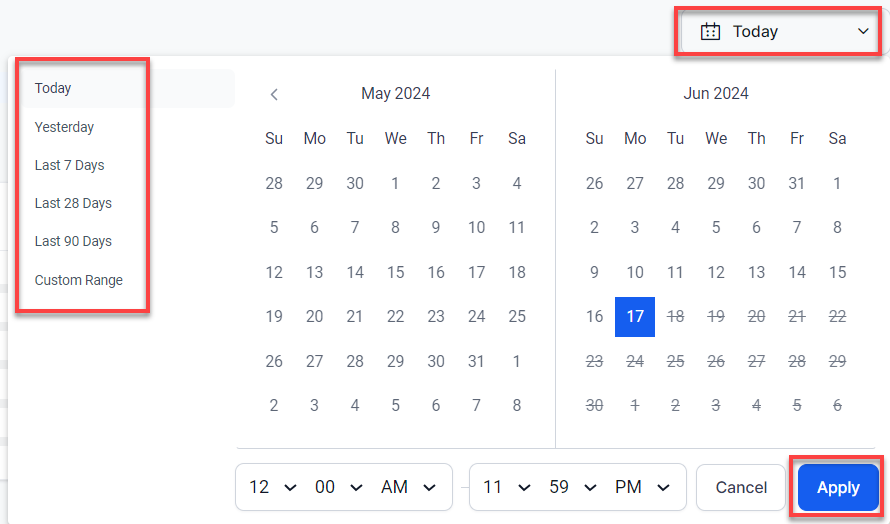 Today
Today
Yesterday
Last 7 Days
Last 28 Days
Last 90 Days
Custom Range
May 2024
Su Mo Tu We Th Fr Sa
28 29 30 1 2 3 4
5 6 7 8 9 10 11
12 13 14 15 16 17 18
19 20 21 22 23 24 25
26 27 28 29 30 31 1
2 3 4 5 6 7 8
Jun 2024
Su Mo Tu We Th Fr Sa
26 27 28 29 30 31 1
2 3 4 5 6 7 8
9 10 11 12 13 14 15
16 17 18 19 20 21 22
23 24 25 26 27 28 29
30 1 2 3 4 5 6
12 00 AM – 11 59 PM Cancel Apply